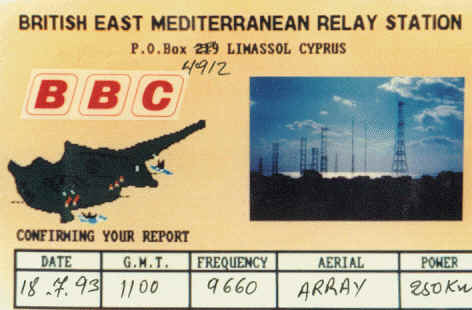 BRITISH EAST MEDITERRANEAN RELAY STATION
P.O.Box 219 LIMASSOL CYPRUS
4912
BBC
CONFIRMING YOUR REPORT
DATE G.M.T. FREQUENCY AERIAL POWER
18.7.93 1100 9660 ARRAY 250KW